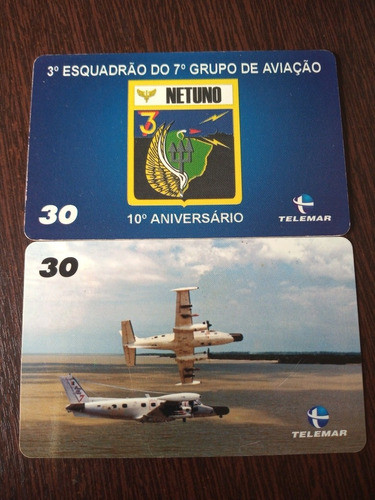 3º ESQUADRÃO DO 7º GRUPO DE AVIAÇÃO
NETUNO
3
30
10º ANIVERSÁRIO
TELEMAR
30
TELEMAR